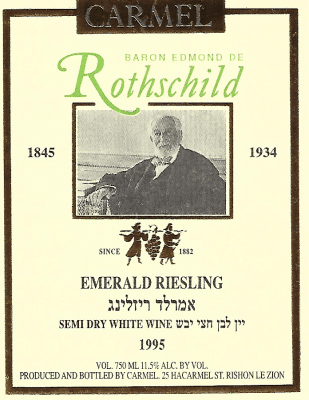 CARMEL
BARON EDMOND DE
Rothschild
1845 1934
SINCE 1882
EMERALD RIESLING
אמרלד ריזלינג
SEMI DRY WHITE WINE יין לבן חצי יבש
1995
VOL. 750 ML 11.5% ALC. BY VOL.
PRODUCED AND BOTTLED BY CARMEL. 25 HACARMEL ST. RISHON LE ZION